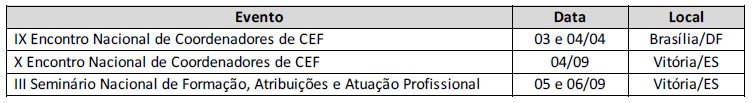 Evento Data Local
IX Encontro Nacional de Coordenadores de CEF 03 e 04/04 Brasília/DF
X Encontro Nacional de Coordenadores de CEF 04/09 Vitória/ES
III Seminário Nacional de Formação, Atribuições e Atuação Profissional 05 e 06/09 Vitória/ES